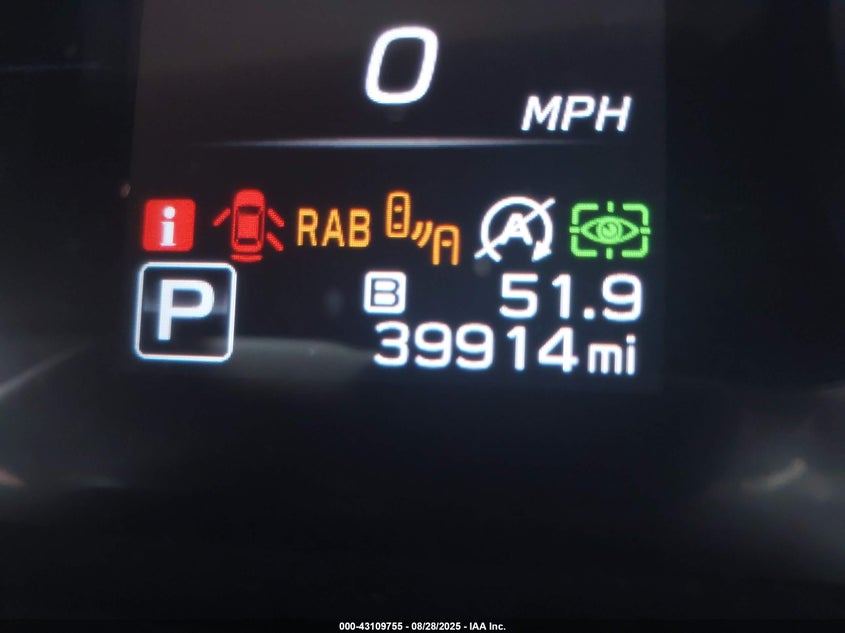 0
MPH
i RAB A
P B 51.9
39914 mi
000-43109755 - 08/28/2025 - IAA Inc.